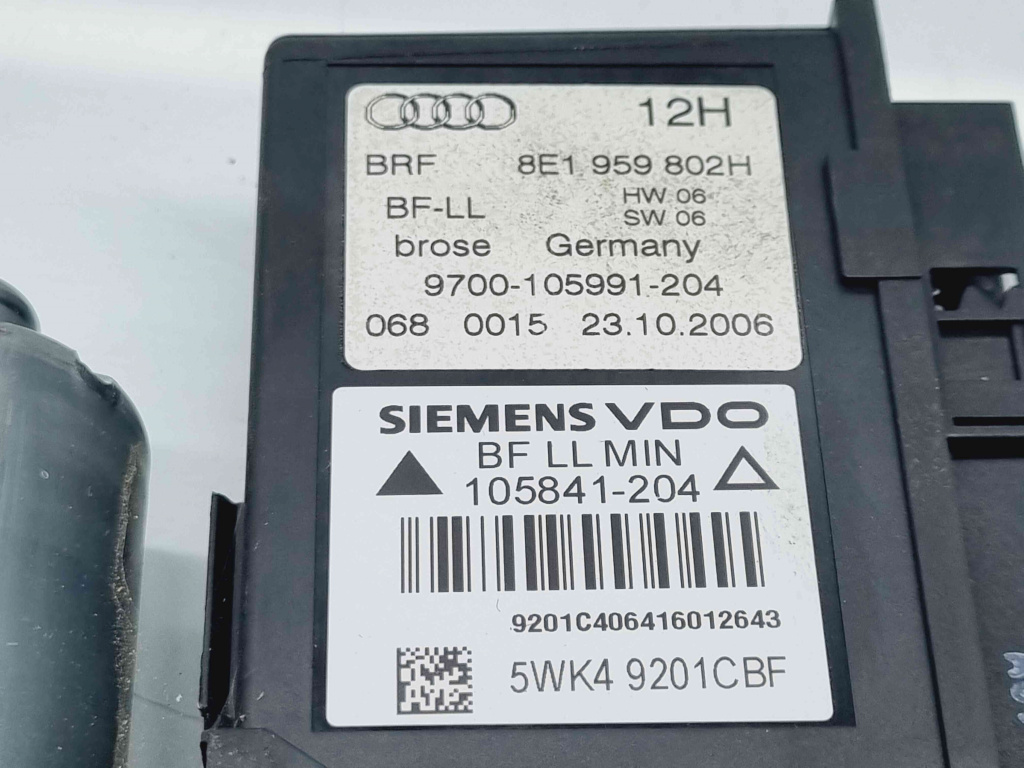 12H
BRF 8E1 959 802H
BF-LL HW 06
SW 06
brose Germany
9700-105991-204
068 0015 23.10.2006
SIEMENS VDO
BF LL MIN
105841-204
9201C406416012643
5WK4 9201CBF